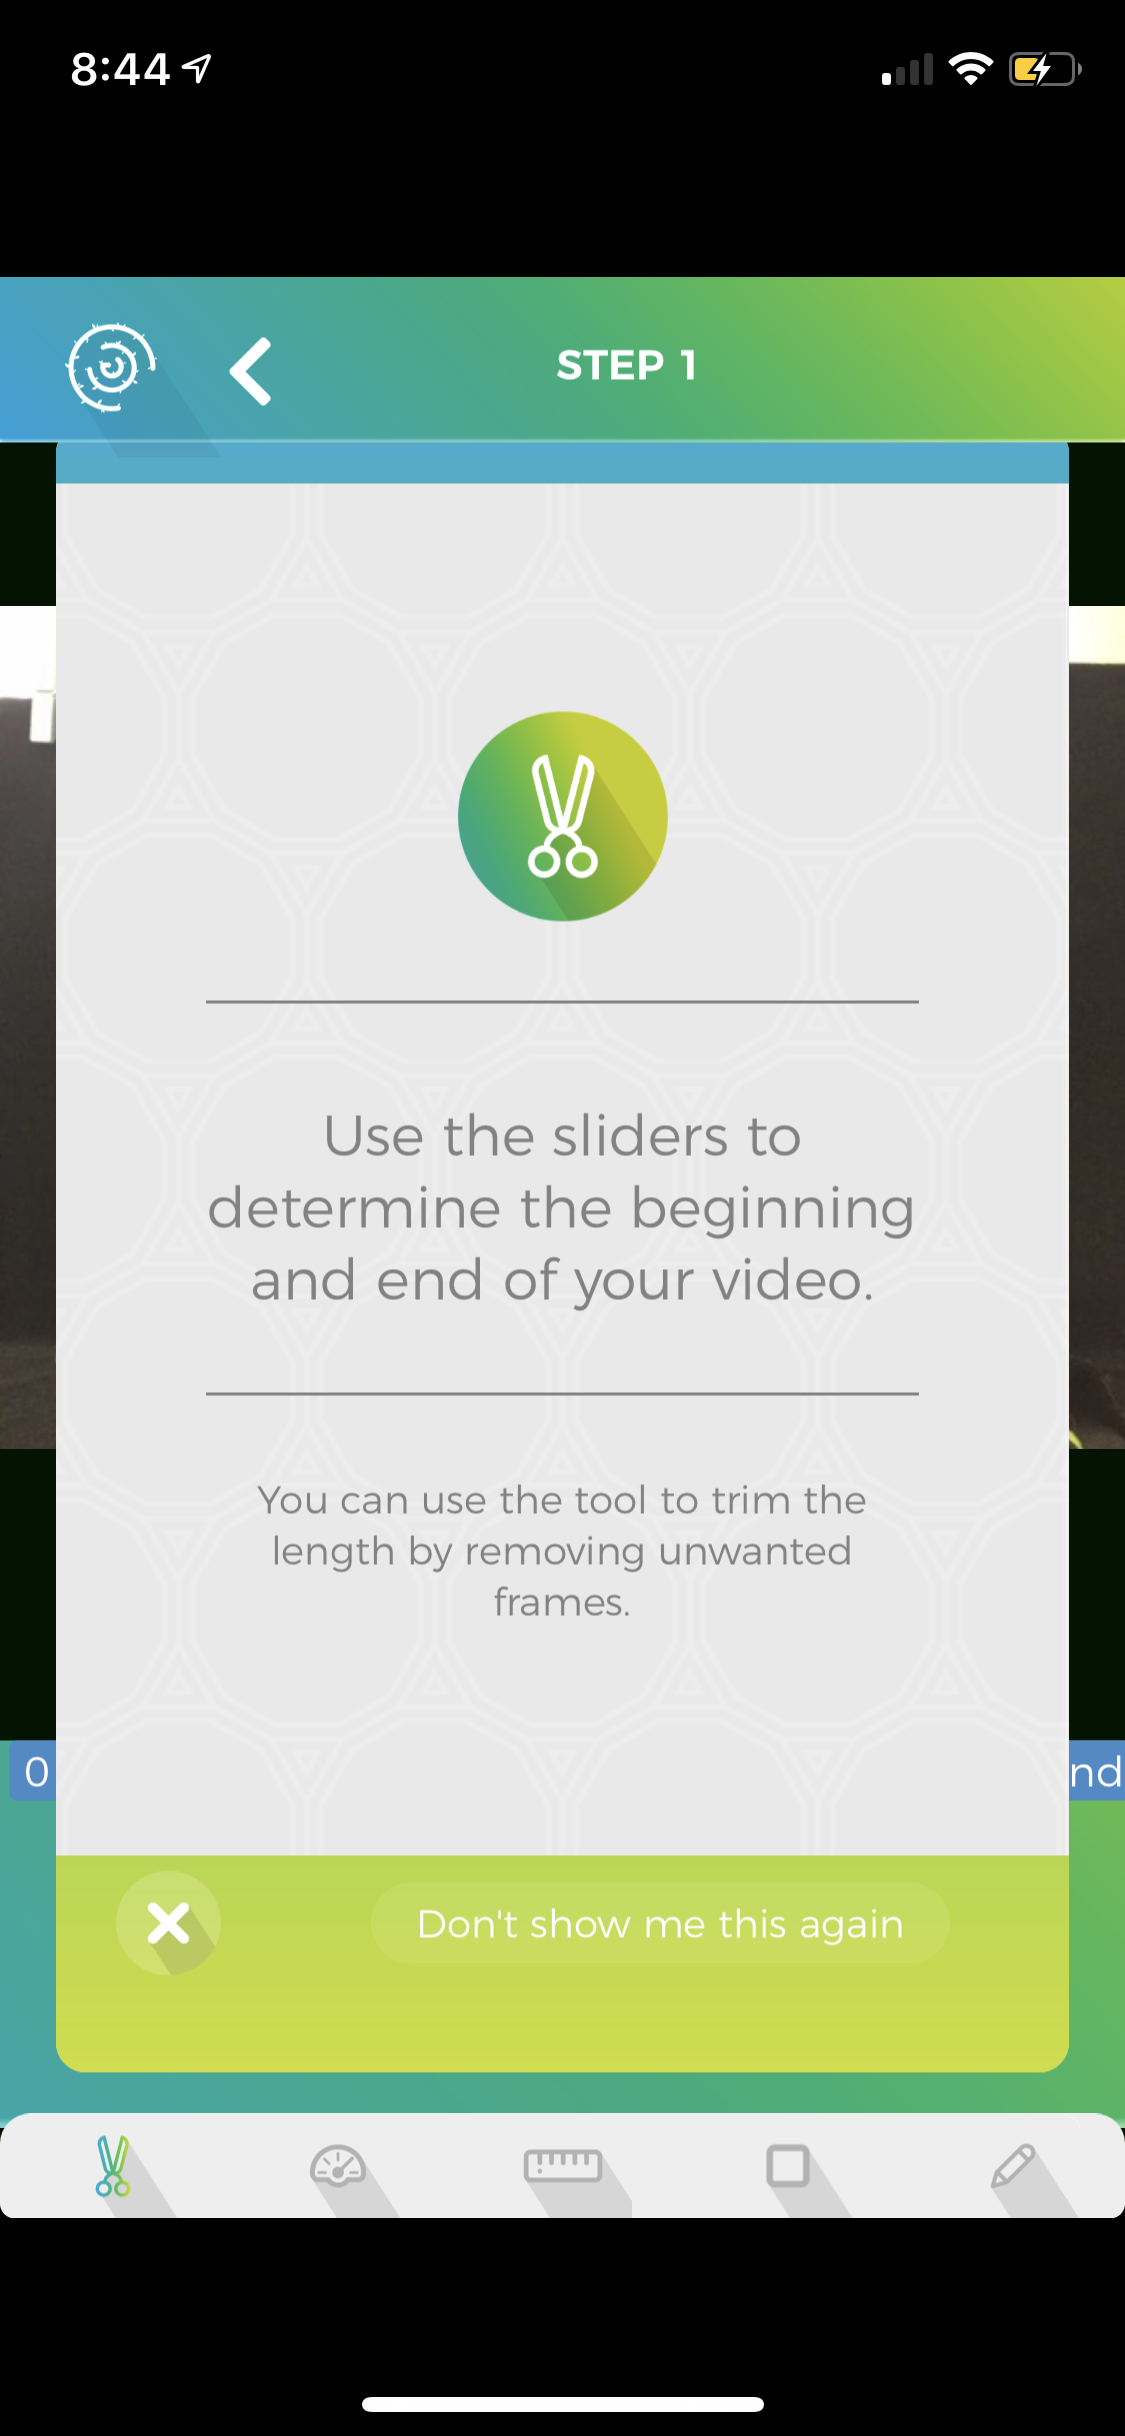 8:44
STEP 1
Use the sliders to
determine the beginning
and end of your video.
You can use the tool to trim the
length by removing unwanted
frames.
0
nd
Don't show me this again